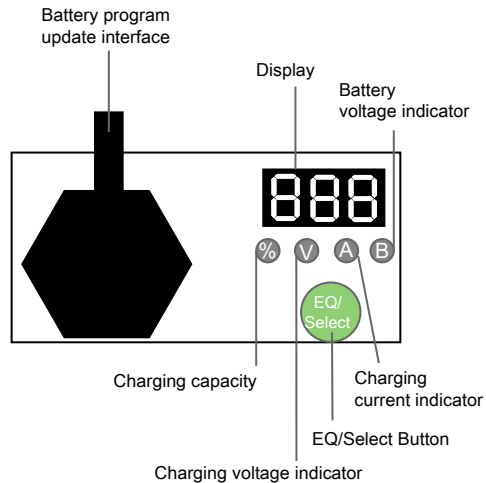 Battery program
update interface
Display
Battery
voltage indicator
888
% V A B
EQ/
Select
Charging capacity
Charging
current indicator
EQ/Select Button
Charging voltage indicator